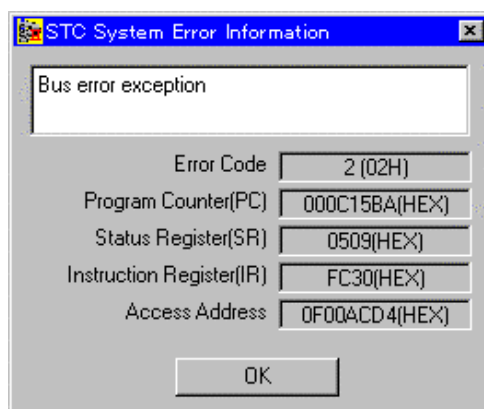 STC System Error Information
Bus error exception
Error Code 2 (02H)
Program Counter(PC) 000C15BA(HEX)
Status Register(SR) 0509(HEX)
Instruction Register(IR) FC30(HEX)
Access Address 0F00ACD4(HEX)
OK